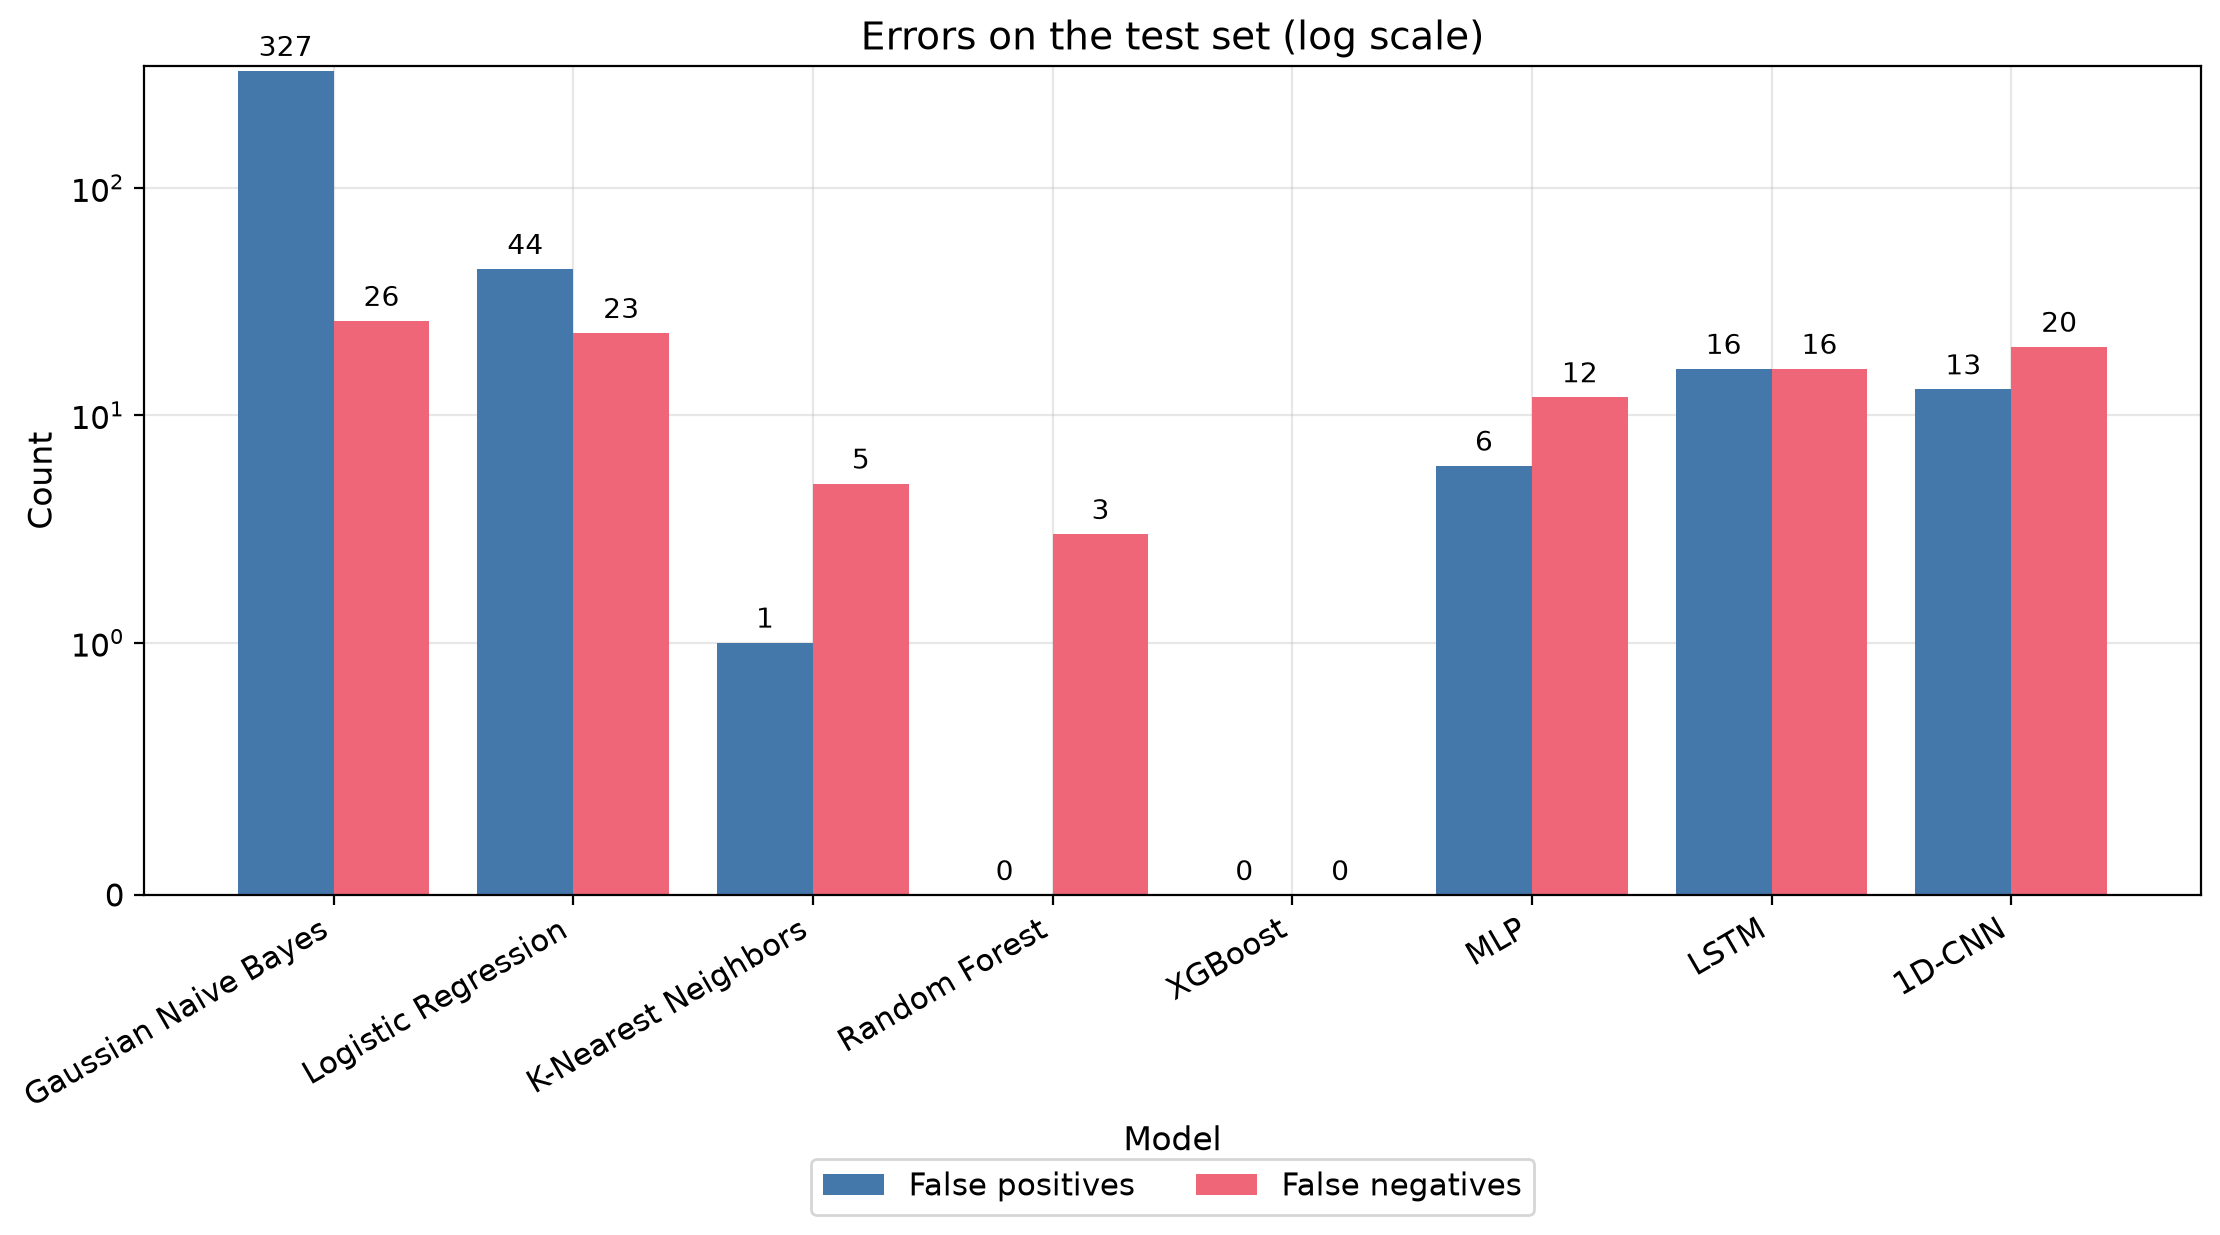 Errors on the test set (log scale)
327
26
44
23
1
5
0
3
0
0
6
12
16
16
13
20
10²
10¹
10⁰
0
Count
Gaussian Naive Bayes
Logistic Regression
K-Nearest Neighbors
Random Forest
XGBoost
MLP
LSTM
1D-CNN
Model
False positives
False negatives